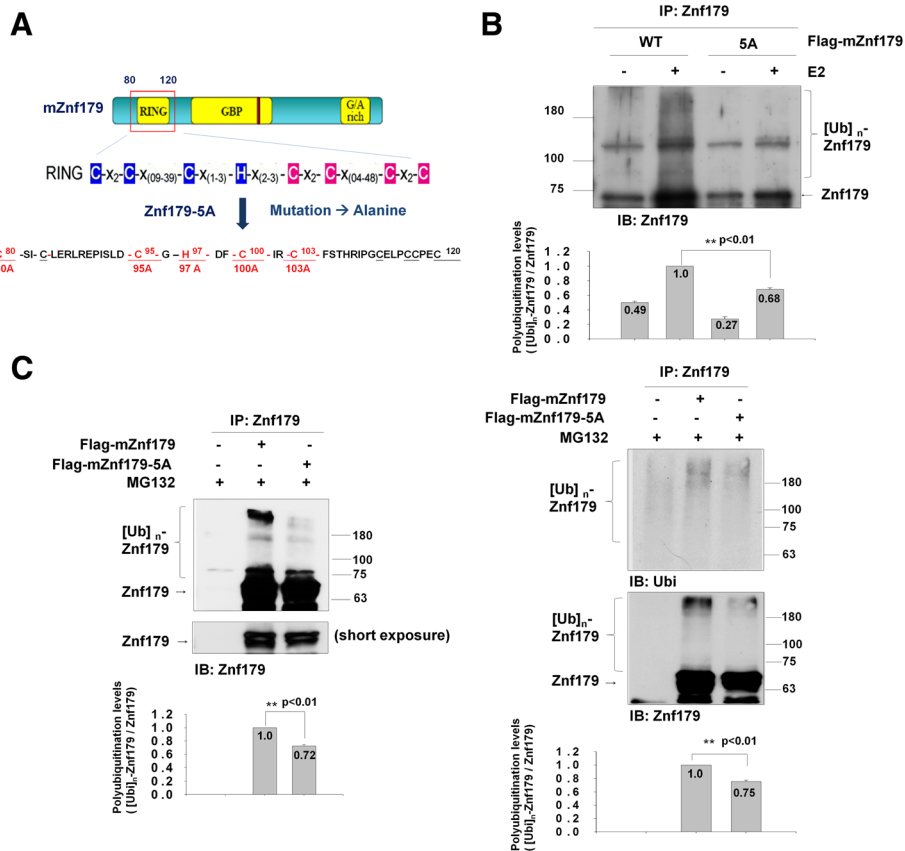 A
80 120
mZnf179
RING GBP G/A rich
RING C-X2-C-X(09-39)-C-X(1-3)-H-X(2-3)-C-X2-C-X(04-48)-C-X2-C
Znf179-5A Mutation → Alanine
C 80 -SI- C-LERLREPISLD - C 95 - G – H 97 - DF -C 100 - IR -C 103 - FSTHRIPGCELPCCPEC 120
0A 95A 97 A 100A 103A
B
IP: Znf179
WT 5A Flag-mZnf179
- + - + E2
180
100
75
[Ub] n-
Znf179
Znf179
IB: Znf179
Polyubiquitination levels
( [Ubi]n-Znf179 / Znf179)
1.2
1.0
0.8
0.6
0.4
0.2
0.0
** p<0.01
0.49
1.0
0.27
0.68
C
IP: Znf179
Flag-mZnf179 - + -
Flag-mZnf179-5A - - +
MG132 + + +
[Ub] n-
Znf179
180
100
75
63
Znf179 →
Znf179 → (short exposure)
IB: Znf179
Polyubiquitination levels
( [Ubi]n-Znf179 / Znf179)
1.2
1.0
0.8
0.6
0.4
0.2
0.0
** p<0.01
1.0
0.72
IP: Znf179
Flag-mZnf179 - + -
Flag-mZnf179-5A - - +
MG132 + + +
[Ub] n-
Znf179
180
100
75
63
IB: Ubi
[Ub]n-
Znf179
180
100
75
63
Znf179 →
IB: Znf179
Polyubiquitination levels
( [Ubi]n-Znf179 / Znf179)
1.2
1.0
0.8
0.6
0.4
0.2
0.0
** p<0.01
1.0
0.75